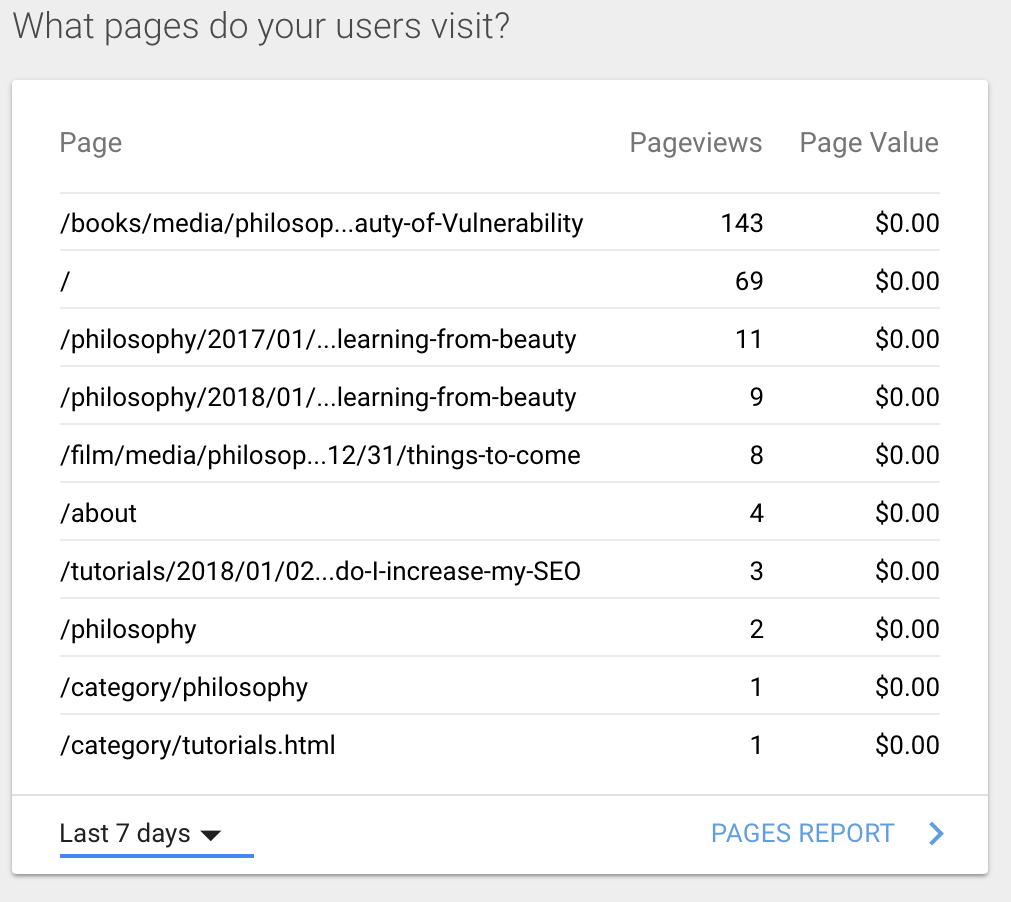 What pages do your users visit?
Page Pageviews Page Value
/books/media/philosop...auty-of-Vulnerability 143 $0.00
/ 69 $0.00
/philosophy/2017/01/...learning-from-beauty 11 $0.00
/philosophy/2018/01/...learning-from-beauty 9 $0.00
/film/media/philosop...12/31/things-to-come 8 $0.00
/about 4 $0.00
/tutorials/2018/01/02...do-I-increase-my-SEO 3 $0.00
/philosophy 2 $0.00
/category/philosophy 1 $0.00
/category/tutorials.html 1 $0.00
Last 7 days PAGES REPORT